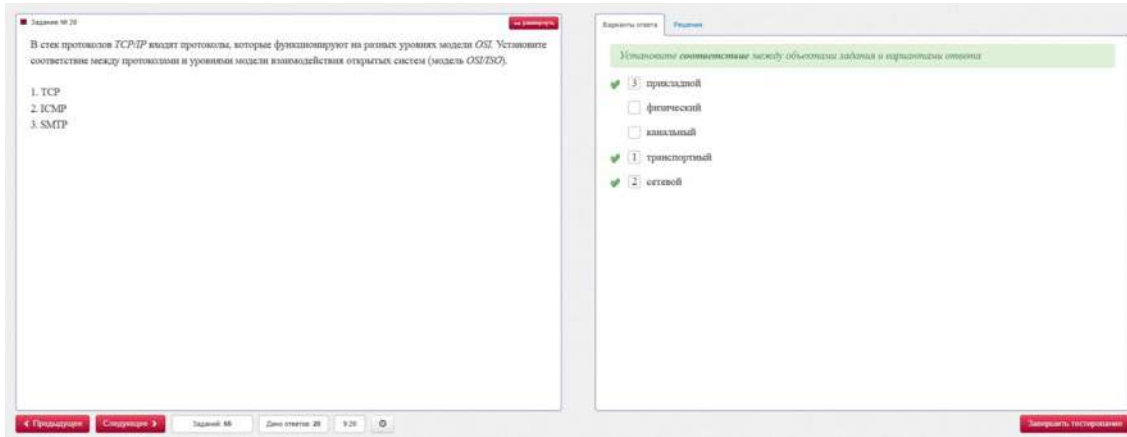 Задание № 20
развернуть
В стек протоколов TCP/IP входят протоколы, которые функционируют на разных уровнях модели OSI. Установите
соответствие между протоколами и уровнями модели взаимодействия открытых систем (модель OSI/ISO).
1. TCP
2. ICMP
3. SMTP
Предыдущее
Следующее
Заданий: 55
Дано ответов: 20
9:20
Варианты ответа
Решение
Установите соответствие между объектами задания и вариантами ответа
3 прикладной
физический
канальный
1 транспортный
2 сетевой
Завершить тестирование